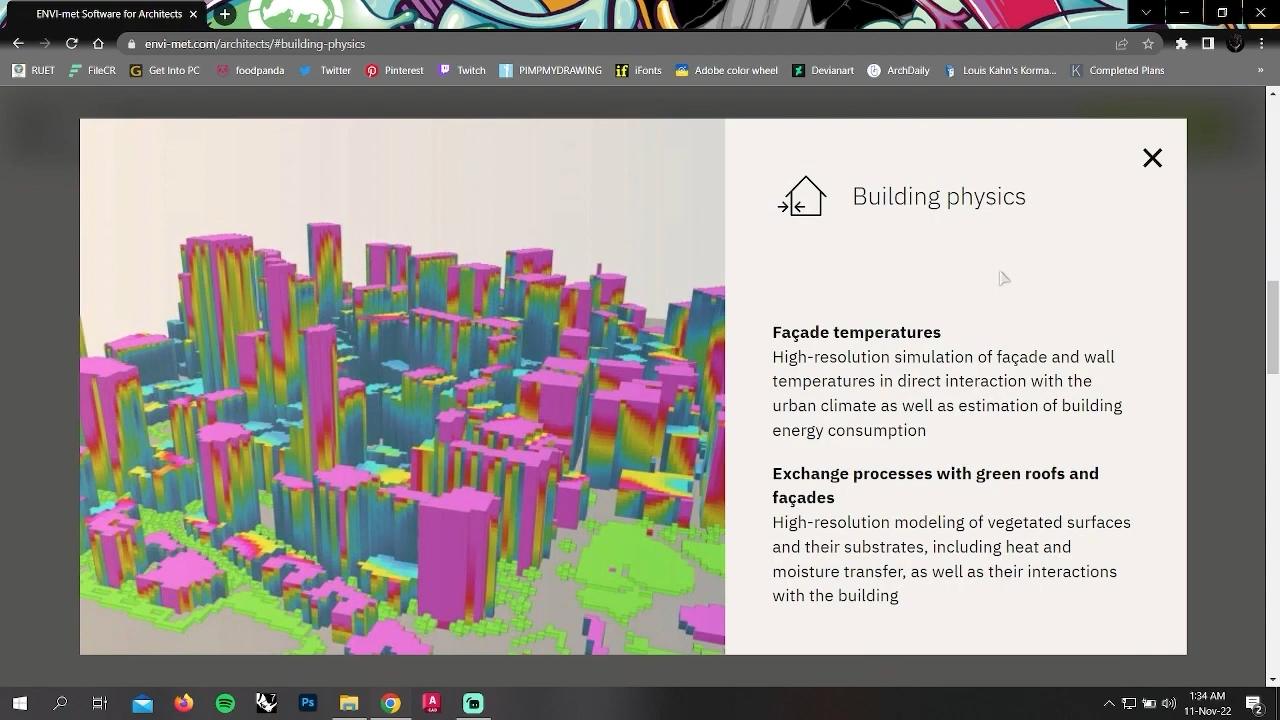 ENVI-met Software for Architects
envi-met.com/architects/#building-physics
RUET FileCR Get Into PC foodpanda Twitter Pinterest Twitch PIMPMYDRAWING iFonts Adobe color wheel Devianart ArchDaily Louis Kahn's Korma... Completed Plans »
Building physics
Façade temperatures
High-resolution simulation of façade and wall
temperatures in direct interaction with the
urban climate as well as estimation of building
energy consumption
Exchange processes with green roofs and
façades
High-resolution modeling of vegetated surfaces
and their substrates, including heat and
moisture transfer, as well as their interactions
with the building
1:34 AM
11-Nov-22